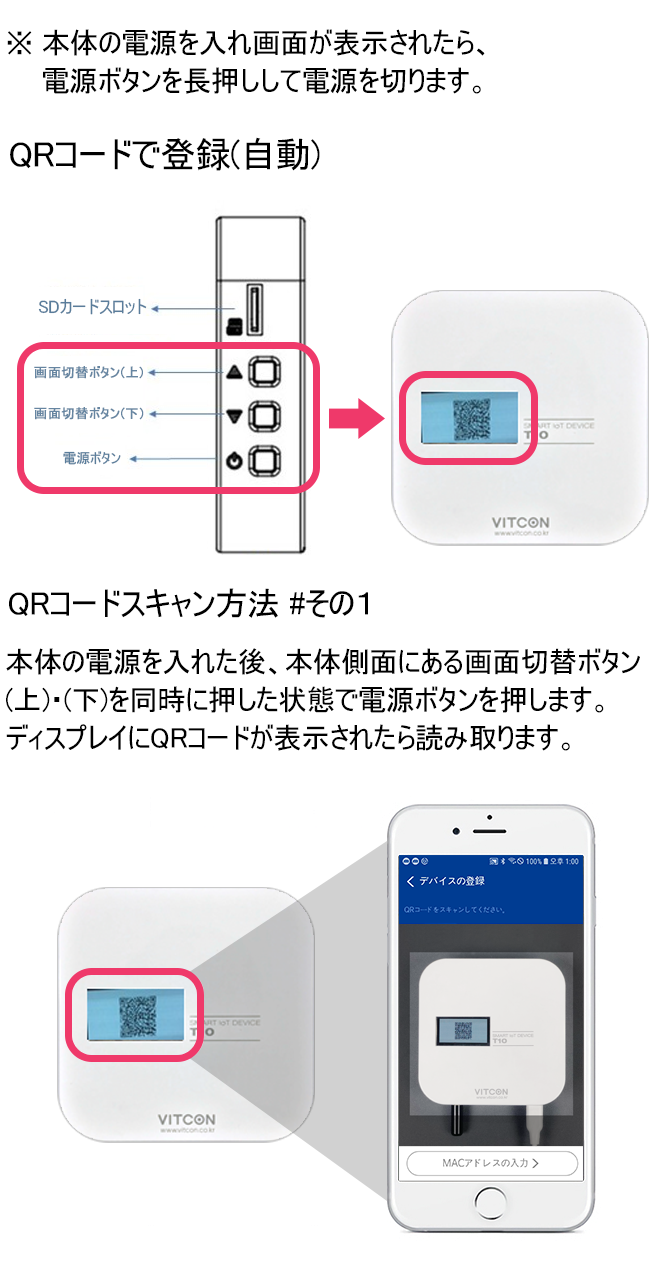 ※ 本体の電源を入れ画面が表示されたら、
電源ボタンを長押しして電源を切ります。
QRコードで登録(自動)
SDカードスロット
画面切替ボタン(上)
画面切替ボタン(下)
電源ボタン
SMART IoT DEVICE
T10
VITCON
www.vitcon.co.kr
QRコードスキャン方法 #その1
本体の電源を入れた後、本体側面にある画面切替ボタン
(上)・(下)を同時に押した状態で電源ボタンを押します。
ディスプレイにQRコードが表示されたら読み取ります。
SMART IoT DEVICE
T10
VITCON
www.vitcon.co.kr
100% 오후 1:00
デバイスの登録
QRコードをスキャンしてください。
SMART IoT DEVICE
T10
VITCON
MACアドレスの入力